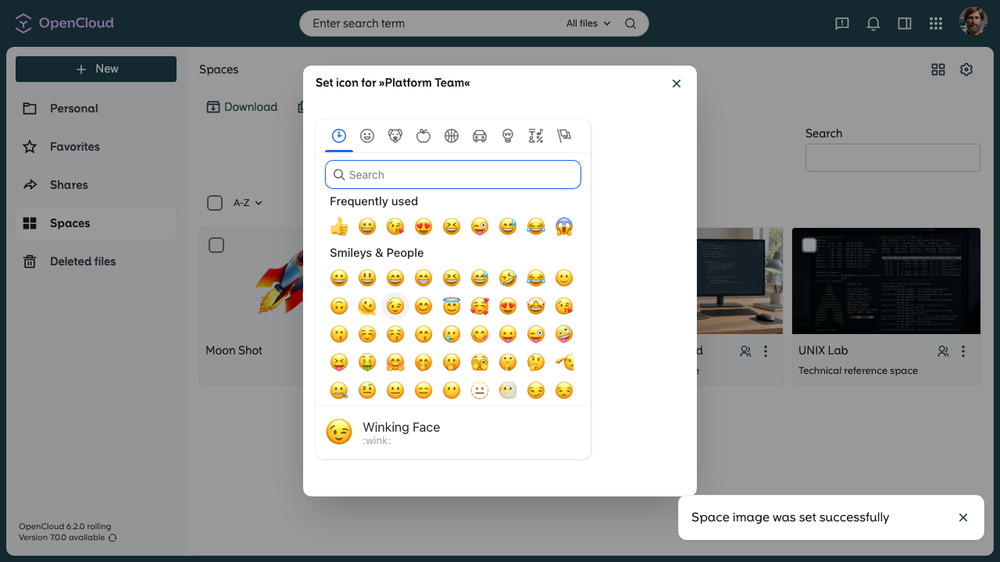 OpenCloud
Enter search term
All files
New
Personal
Favorites
Shares
Spaces
Deleted files
OpenCloud 6.2.0 rolling
Version 7.0.0 available
Spaces
Download
Search
A-Z
Moon Shot
UNIX Lab
Technical reference space
Set icon for »Platform Team«
Search
Frequently used
Smileys & People
Winking Face
:wink:
Space image was set successfully